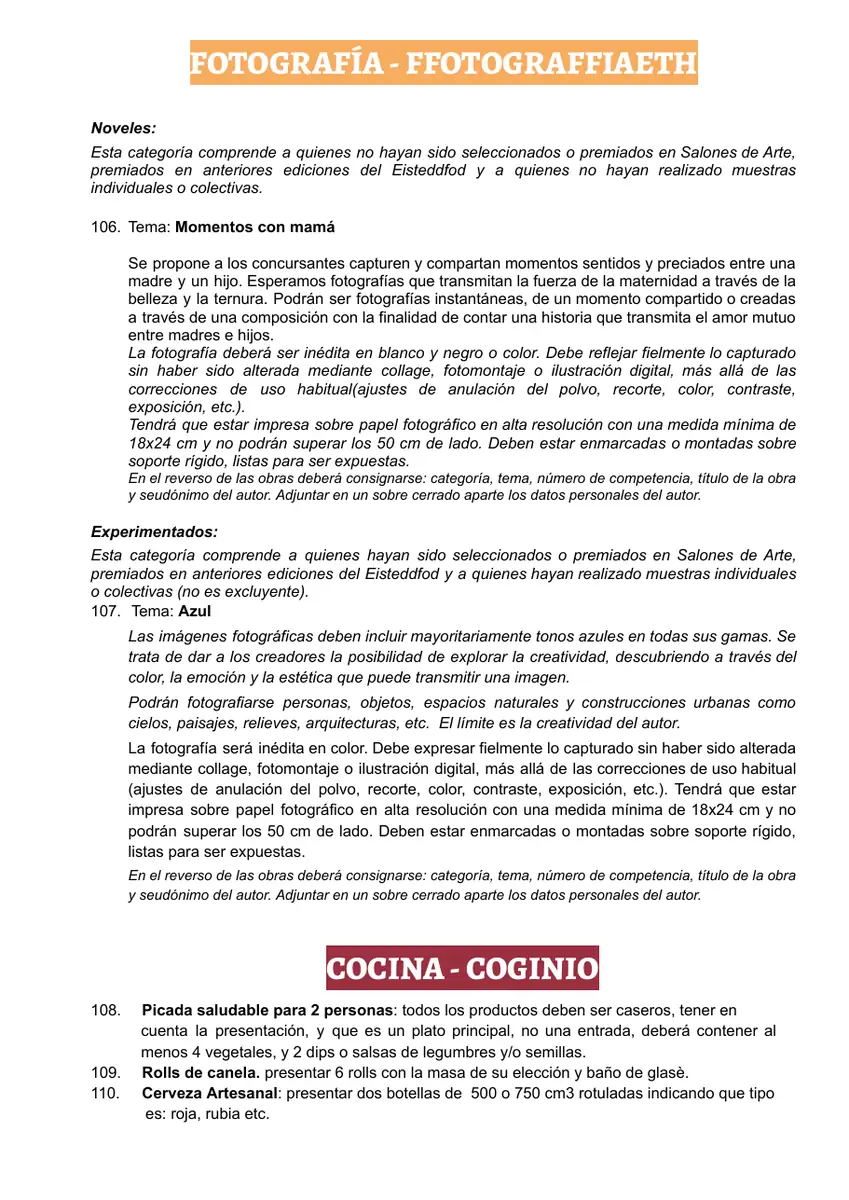 FOTOGRAFÍA - FFOTOGRAFFIAETH
Noveles:
Esta categoría comprende a quienes no hayan sido seleccionados o premiados en Salones de Arte,
premiados en anteriores ediciones del Eisteddfod y a quienes no hayan realizado muestras
individuales o colectivas.
106. Tema: Momentos con mamá
Se propone a los concursantes capturen y compartan momentos sentidos y preciados entre una
madre y un hijo. Esperamos fotografías que transmitan la fuerza de la maternidad a través de la
belleza y la ternura. Podrán ser fotografías instantáneas, de un momento compartido o creadas
a través de una composición con la finalidad de contar una historia que transmita el amor mutuo
entre madres e hijos.
La fotografía deberá ser inédita en blanco y negro o color. Debe reflejar fielmente lo capturado
sin haber sido alterada mediante collage, fotomontaje o ilustración digital, más allá de las
correcciones de uso habitual(ajustes de anulación del polvo, recorte, color, contraste,
exposición, etc.).
Tendrá que estar impresa sobre papel fotográfico en alta resolución con una medida mínima de
18x24 cm y no podrán superar los 50 cm de lado. Deben estar enmarcadas o montadas sobre
soporte rígido, listas para ser expuestas.
En el reverso de las obras deberá consignarse: categoría, tema, número de competencia, título de la obra
y seudónimo del autor. Adjuntar en un sobre cerrado aparte los datos personales del autor.
Experimentados:
Esta categoría comprende a quienes hayan sido seleccionados o premiados en Salones de Arte,
premiados en anteriores ediciones del Eisteddfod y a quienes hayan realizado muestras individuales
o colectivas (no es excluyente).
107. Tema: Azul
Las imágenes fotográficas deben incluir mayoritariamente tonos azules en todas sus gamas. Se
trata de dar a los creadores la posibilidad de explorar la creatividad, descubriendo a través del
color, la emoción y la estética que puede transmitir una imagen.
Podrán fotografiarse personas, objetos, espacios naturales y construcciones urbanas como
cielos, paisajes, relieves, arquitecturas, etc. El límite es la creatividad del autor.
La fotografía será inédita en color. Debe expresar fielmente lo capturado sin haber sido alterada
mediante collage, fotomontaje o ilustración digital, más allá de las correcciones de uso habitual
(ajustes de anulación del polvo, recorte, color, contraste, exposición, etc.). Tendrá que estar
impresa sobre papel fotográfico en alta resolución con una medida mínima de 18x24 cm y no
podrán superar los 50 cm de lado. Deben estar enmarcadas o montadas sobre soporte rígido,
listas para ser expuestas.
En el reverso de las obras deberá consignarse: categoría, tema, número de competencia, título de la obra
y seudónimo del autor. Adjuntar en un sobre cerrado aparte los datos personales del autor.
COCINA - COGINIO
108. Picada saludable para 2 personas: todos los productos deben ser caseros, tener en
cuenta la presentación, y que es un plato principal, no una entrada, deberá contener al
menos 4 vegetales, y 2 dips o salsas de legumbres y/o semillas.
109. Rolls de canela. presentar 6 rolls con la masa de su elección y baño de glasè.
110. Cerveza Artesanal: presentar dos botellas de 500 o 750 cm3 rotuladas indicando que tipo
es: roja, rubia etc.